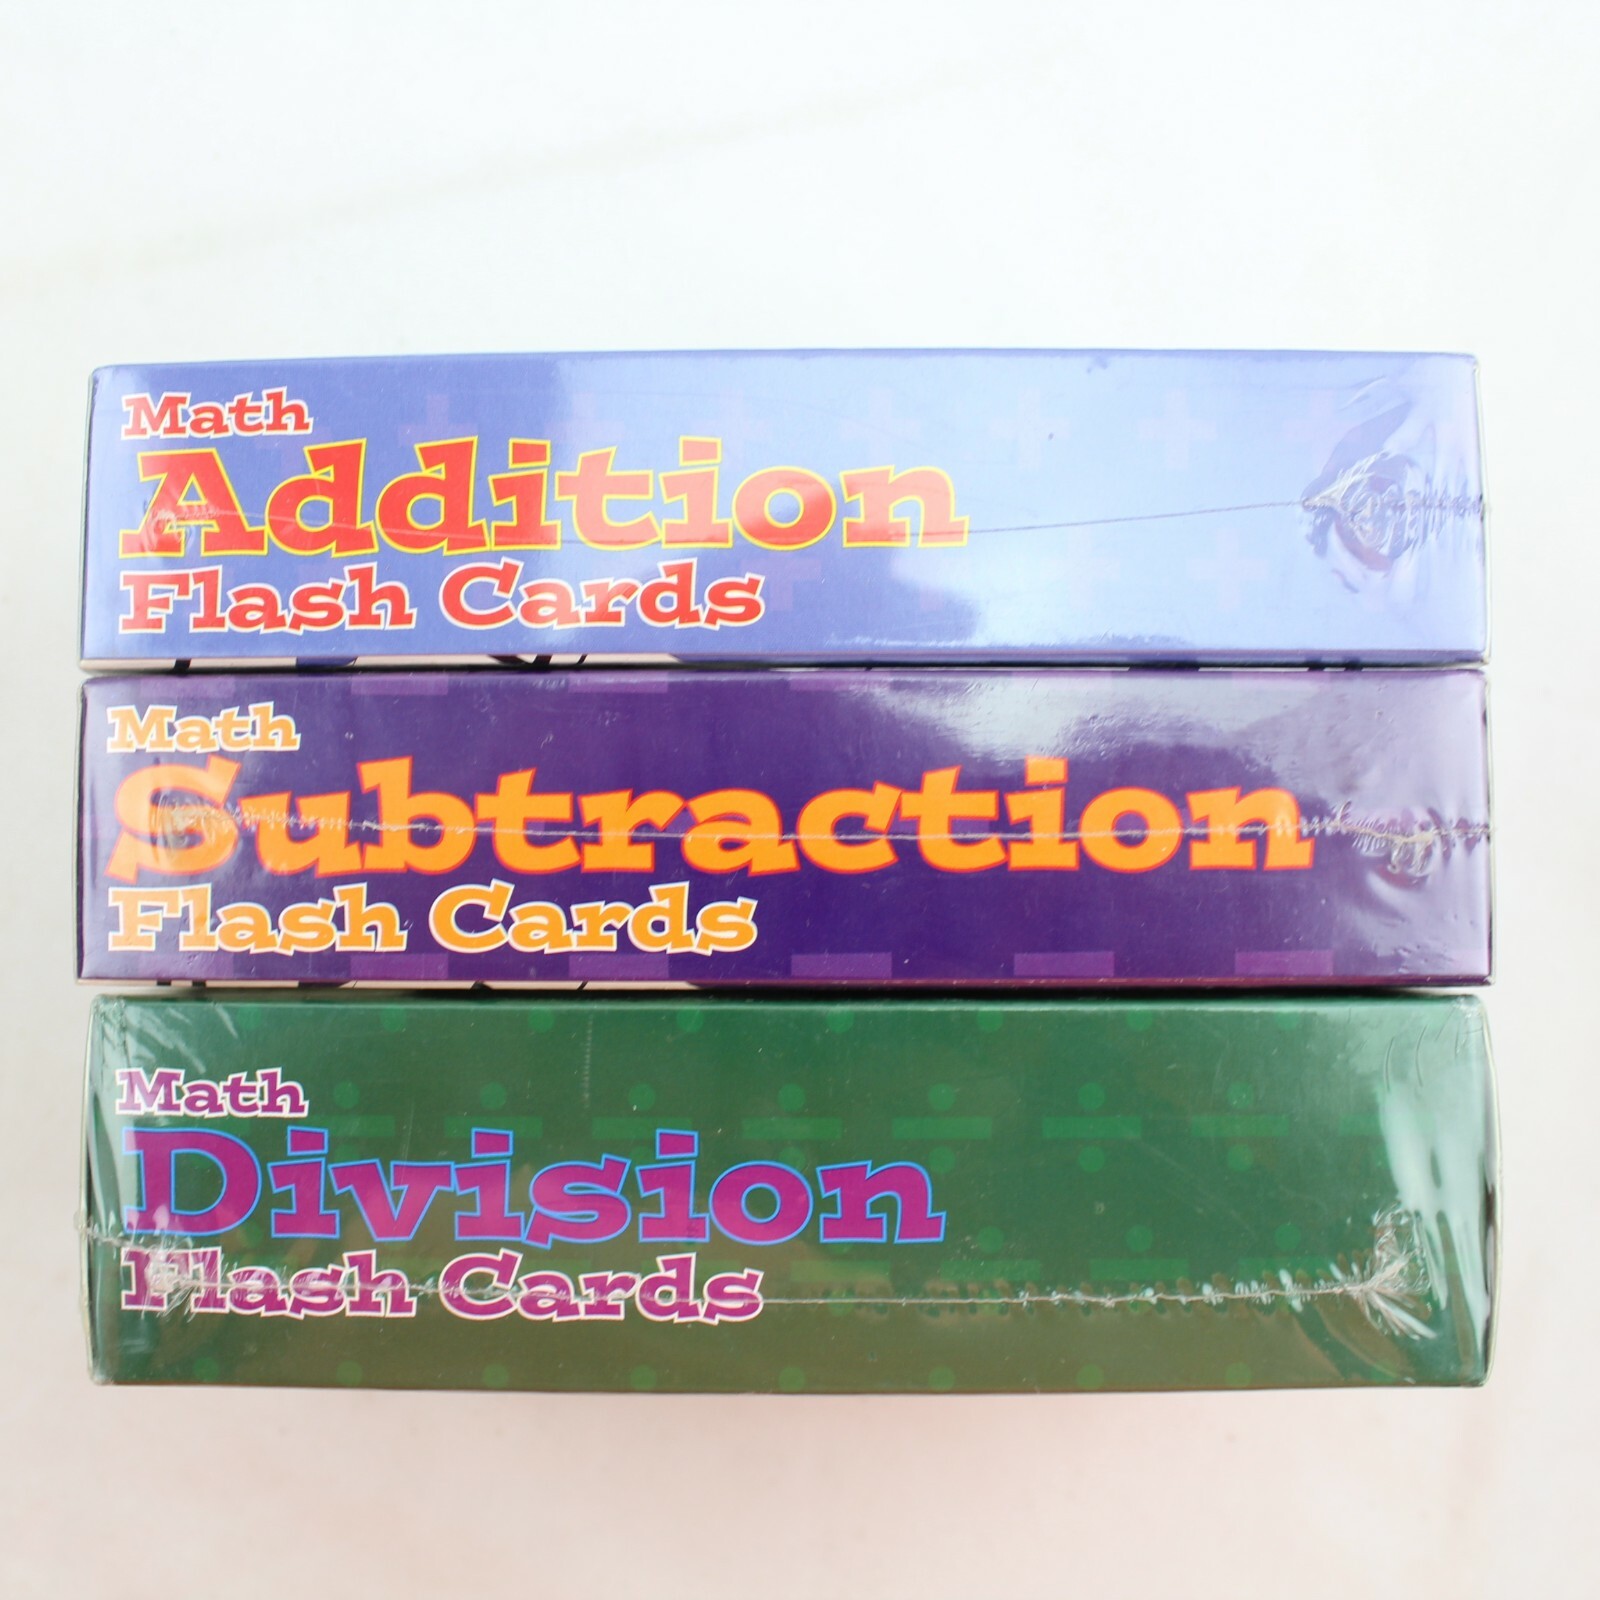 Math
Addition
Flash Cards
Math
Subtraction
Flash Cards
Math
Division
Flash Cards